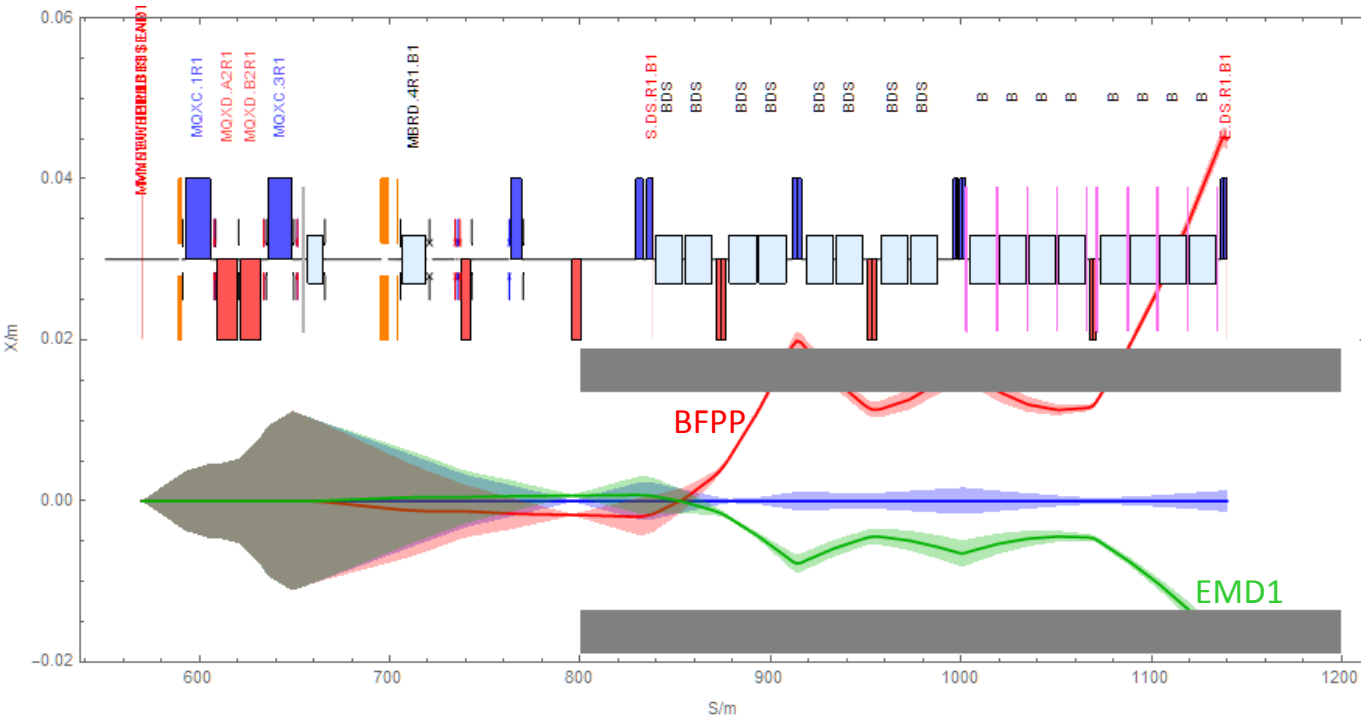 0.06
0.04
0.02
0.00
−0.02
X/m
MQXC.1R1
MQXD.A2R1
MQXD.B2R1
MQXC.3R1
MBRD.4R1.B1
S.DS.R1.B1
BDS
BDS
BDS
BDS
BDS
BDS
BDS
BDS
B
B
B
B
B
B
B
B
E.DS.R1.B1
BFPP
EMD1
600
700
800
900
1000
1100
1200
S/m